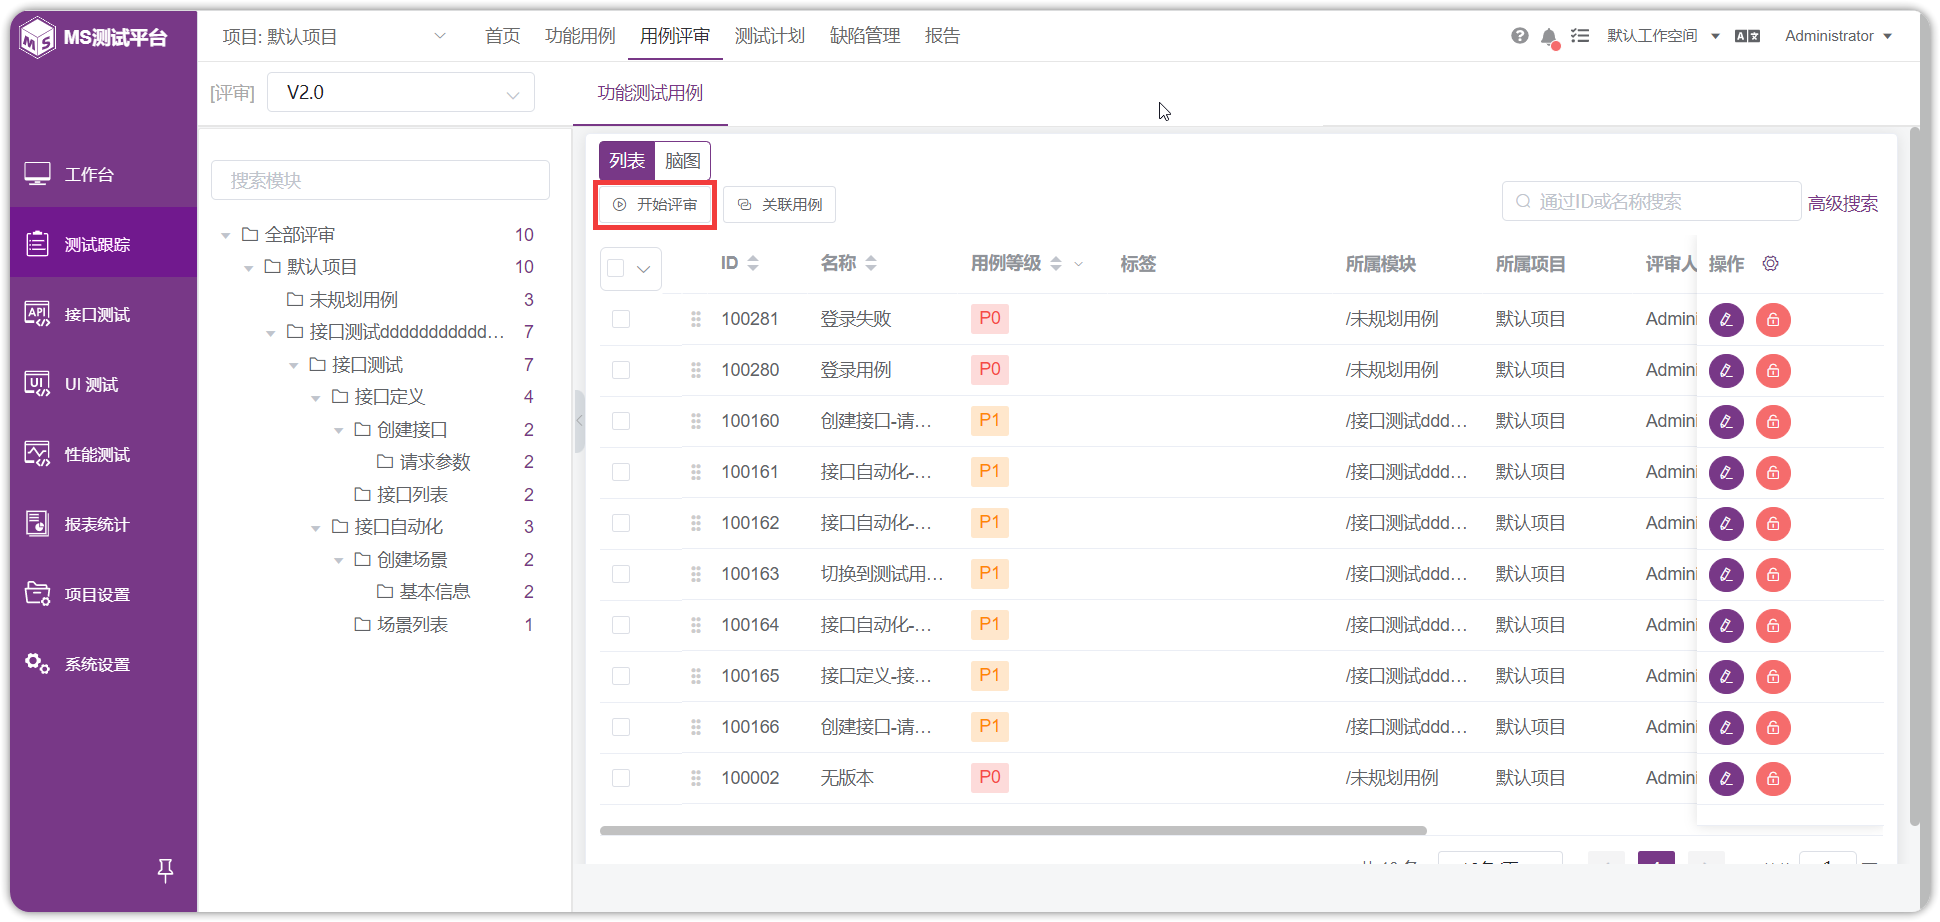 MS测试平台
项目: 默认项目
首页
功能用例
用例评审
测试计划
缺陷管理
报告
默认工作空间
Administrator
[评审]
V2.0
功能测试用例
工作台
测试跟踪
API
接口测试
UI
UI 测试
性能测试
报表统计
项目设置
系统设置
搜索模块
全部评审 10
默认项目 10
未规划用例 3
接口测试ddddddddddd... 7
接口测试 7
接口定义 4
创建接口 2
请求参数 2
接口列表 2
接口自动化 3
创建场景 2
基本信息 2
场景列表 1
列表
脑图
开始评审
关联用例
通过ID或名称搜索
高级搜索
ID 名称 用例等级 标签 所属模块 所属项目 评审人 操作
100281 登录失败 P0 /未规划用例 默认项目 Admini
100280 登录用例 P0 /未规划用例 默认项目 Admini
100160 创建接口-请... P1 /接口测试ddd... 默认项目 Admini
100161 接口自动化-... P1 /接口测试ddd... 默认项目 Admini
100162 接口自动化-... P1 /接口测试ddd... 默认项目 Admini
100163 切换到测试用... P1 /接口测试ddd... 默认项目 Admini
100164 接口自动化-... P1 /接口测试ddd... 默认项目 Admini
100165 接口定义-接... P1 /接口测试ddd... 默认项目 Admini
100166 创建接口-请... P1 /接口测试ddd... 默认项目 Admini
100002 无版本 P0 /未规划用例 默认项目 Admini